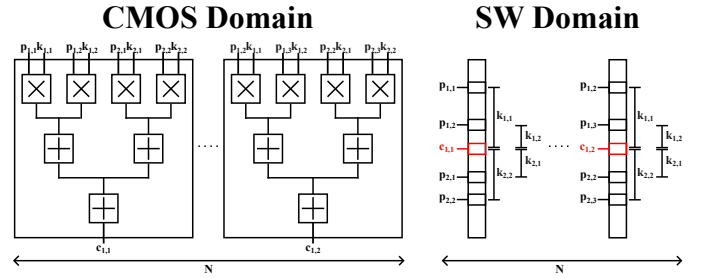 CMOS Domain
SW Domain
p1,1k1,1 p1,2k1,2 p2,1k2,1 p2,2k2,2
p1,2k1,1 p1,3k1,2 p2,2k2,1 p2,3k2,2
.....
c1,1
c1,2
N
p1,1
p1,2
c1,1
p2,1
p2,2
k1,1
k1,2
k2,1
k2,2
.....
p1,2
p1,3
c1,2
p2,2
p2,3
k1,1
k1,2
k2,1
k2,2
N